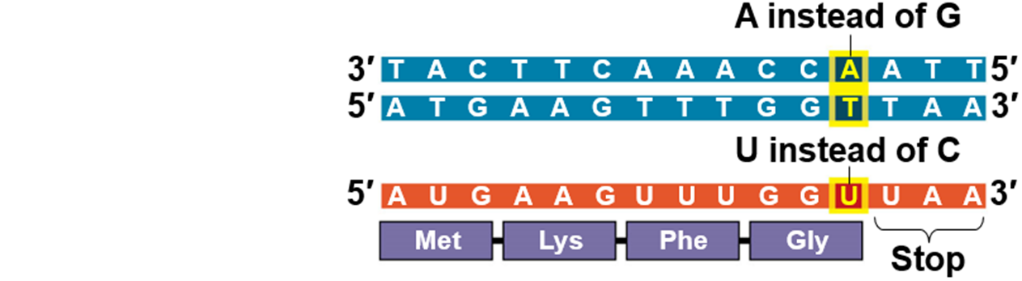 A instead of G
3′ T A C T T C A A A C C A A T T 5′
5′ A T G A A G T T T G G T T A A 3′
U instead of C
5′ A U G A A G U U U G G U U A A 3′
Met Lys Phe Gly
Stop